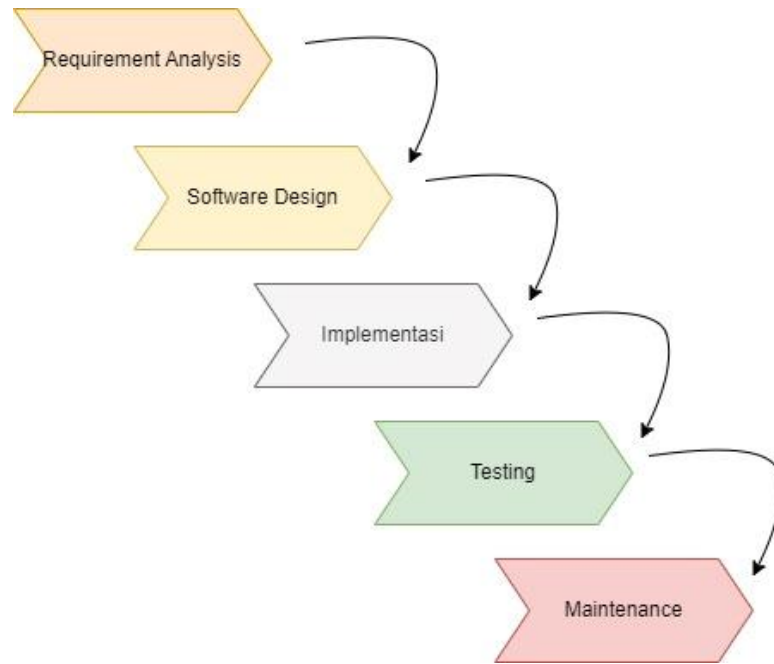 Requirement Analysis
Software Design
Implementasi
Testing
Maintenance